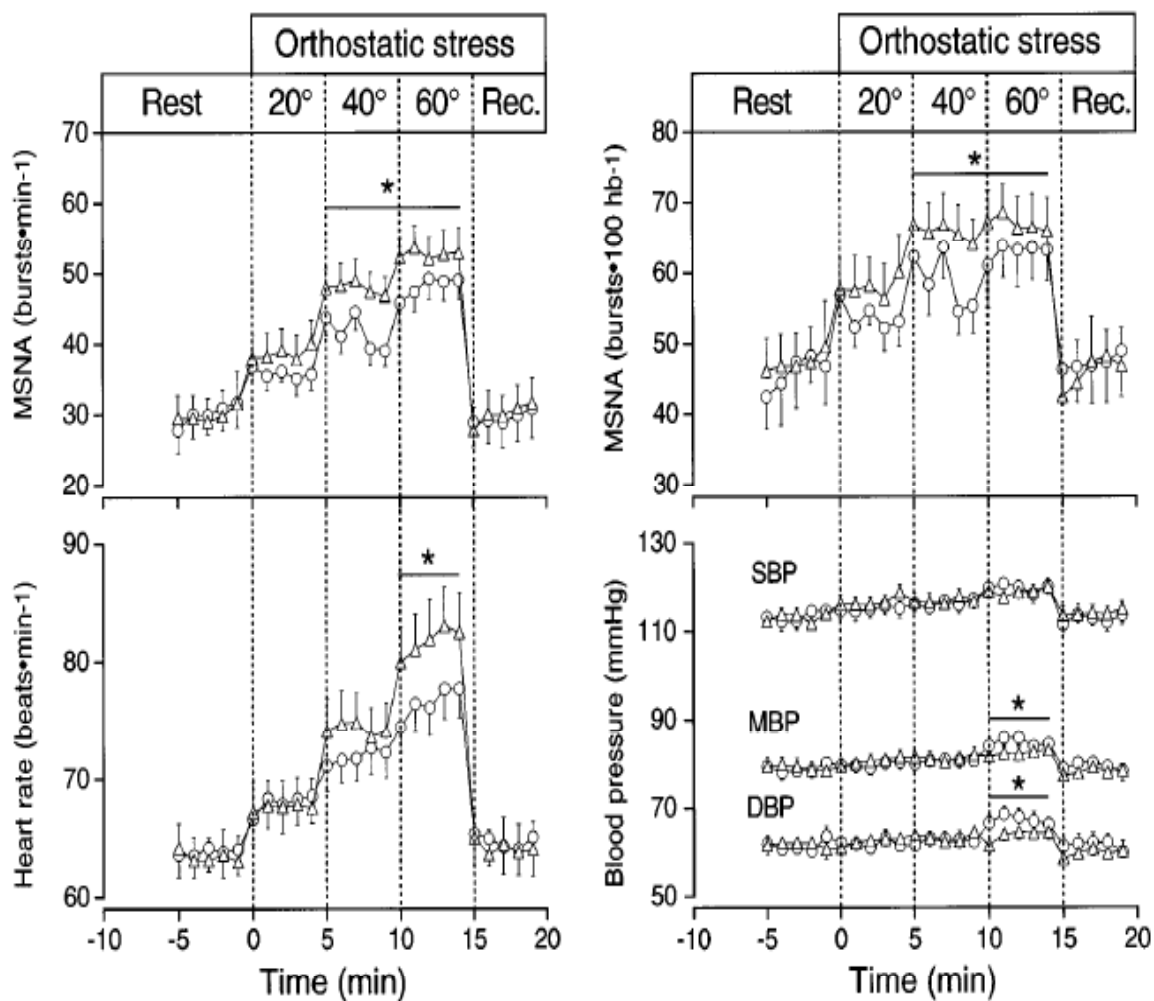 Orthostatic stress
Rest 20° 40° 60° Rec.
MSNA (bursts•min-1)
70
60
50
40
30
20
*
Orthostatic stress
Rest 20° 40° 60° Rec.
MSNA (bursts•100 hb-1)
80
70
60
50
40
30
*
Heart rate (beats•min-1)
90
80
70
60
*
-10 -5 0 5 10 15 20
Time (min)
Blood pressure (mmHg)
130
110
90
70
50
SBP
MBP
*
DBP
*
-10 -5 0 5 10 15 20
Time (min)